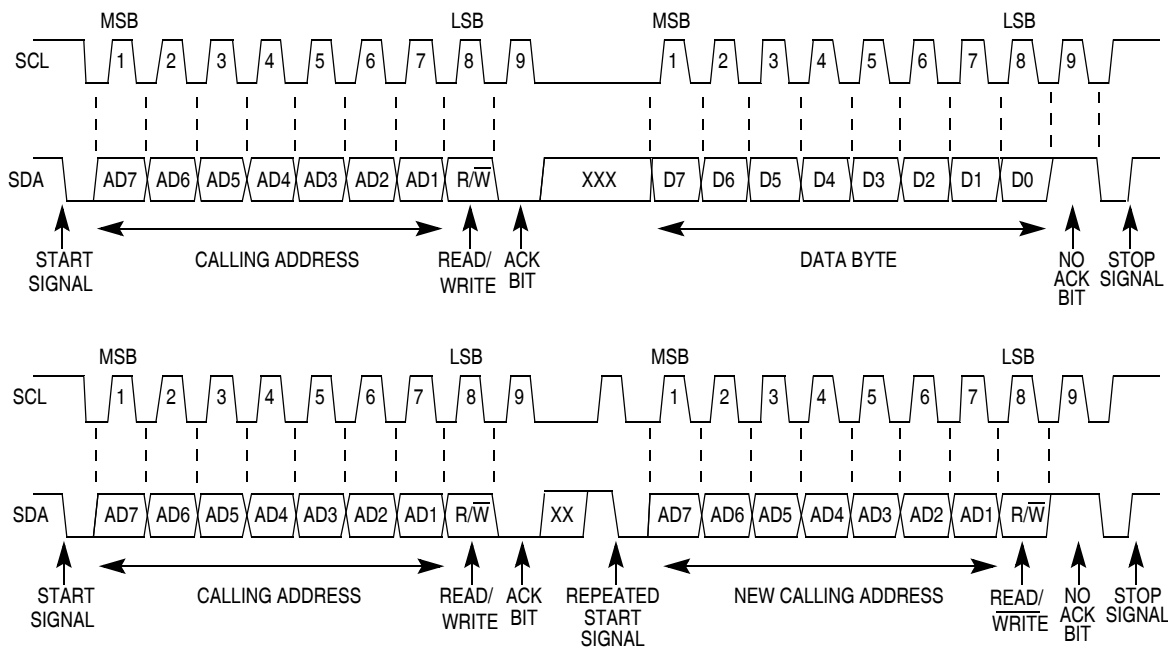 MSB LSB MSB LSB
SCL 1 2 3 4 5 6 7 8 9 1 2 3 4 5 6 7 8 9
SDA AD7 AD6 AD5 AD4 AD3 AD2 AD1 R/W̅ XXX D7 D6 D5 D4 D3 D2 D1 D0
START CALLING ADDRESS READ/ ACK DATA BYTE NO STOP
SIGNAL WRITE BIT ACK SIGNAL
BIT
MSB LSB MSB LSB
SCL 1 2 3 4 5 6 7 8 9 1 2 3 4 5 6 7 8 9
SDA AD7 AD6 AD5 AD4 AD3 AD2 AD1 R/W̅ XX AD7 AD6 AD5 AD4 AD3 AD2 AD1 R/W̅
START CALLING ADDRESS READ/ ACK REPEATED NEW CALLING ADDRESS READ/ NO STOP
SIGNAL WRITE BIT START W̅R̅I̅T̅E̅ ACK SIGNAL
SIGNAL BIT